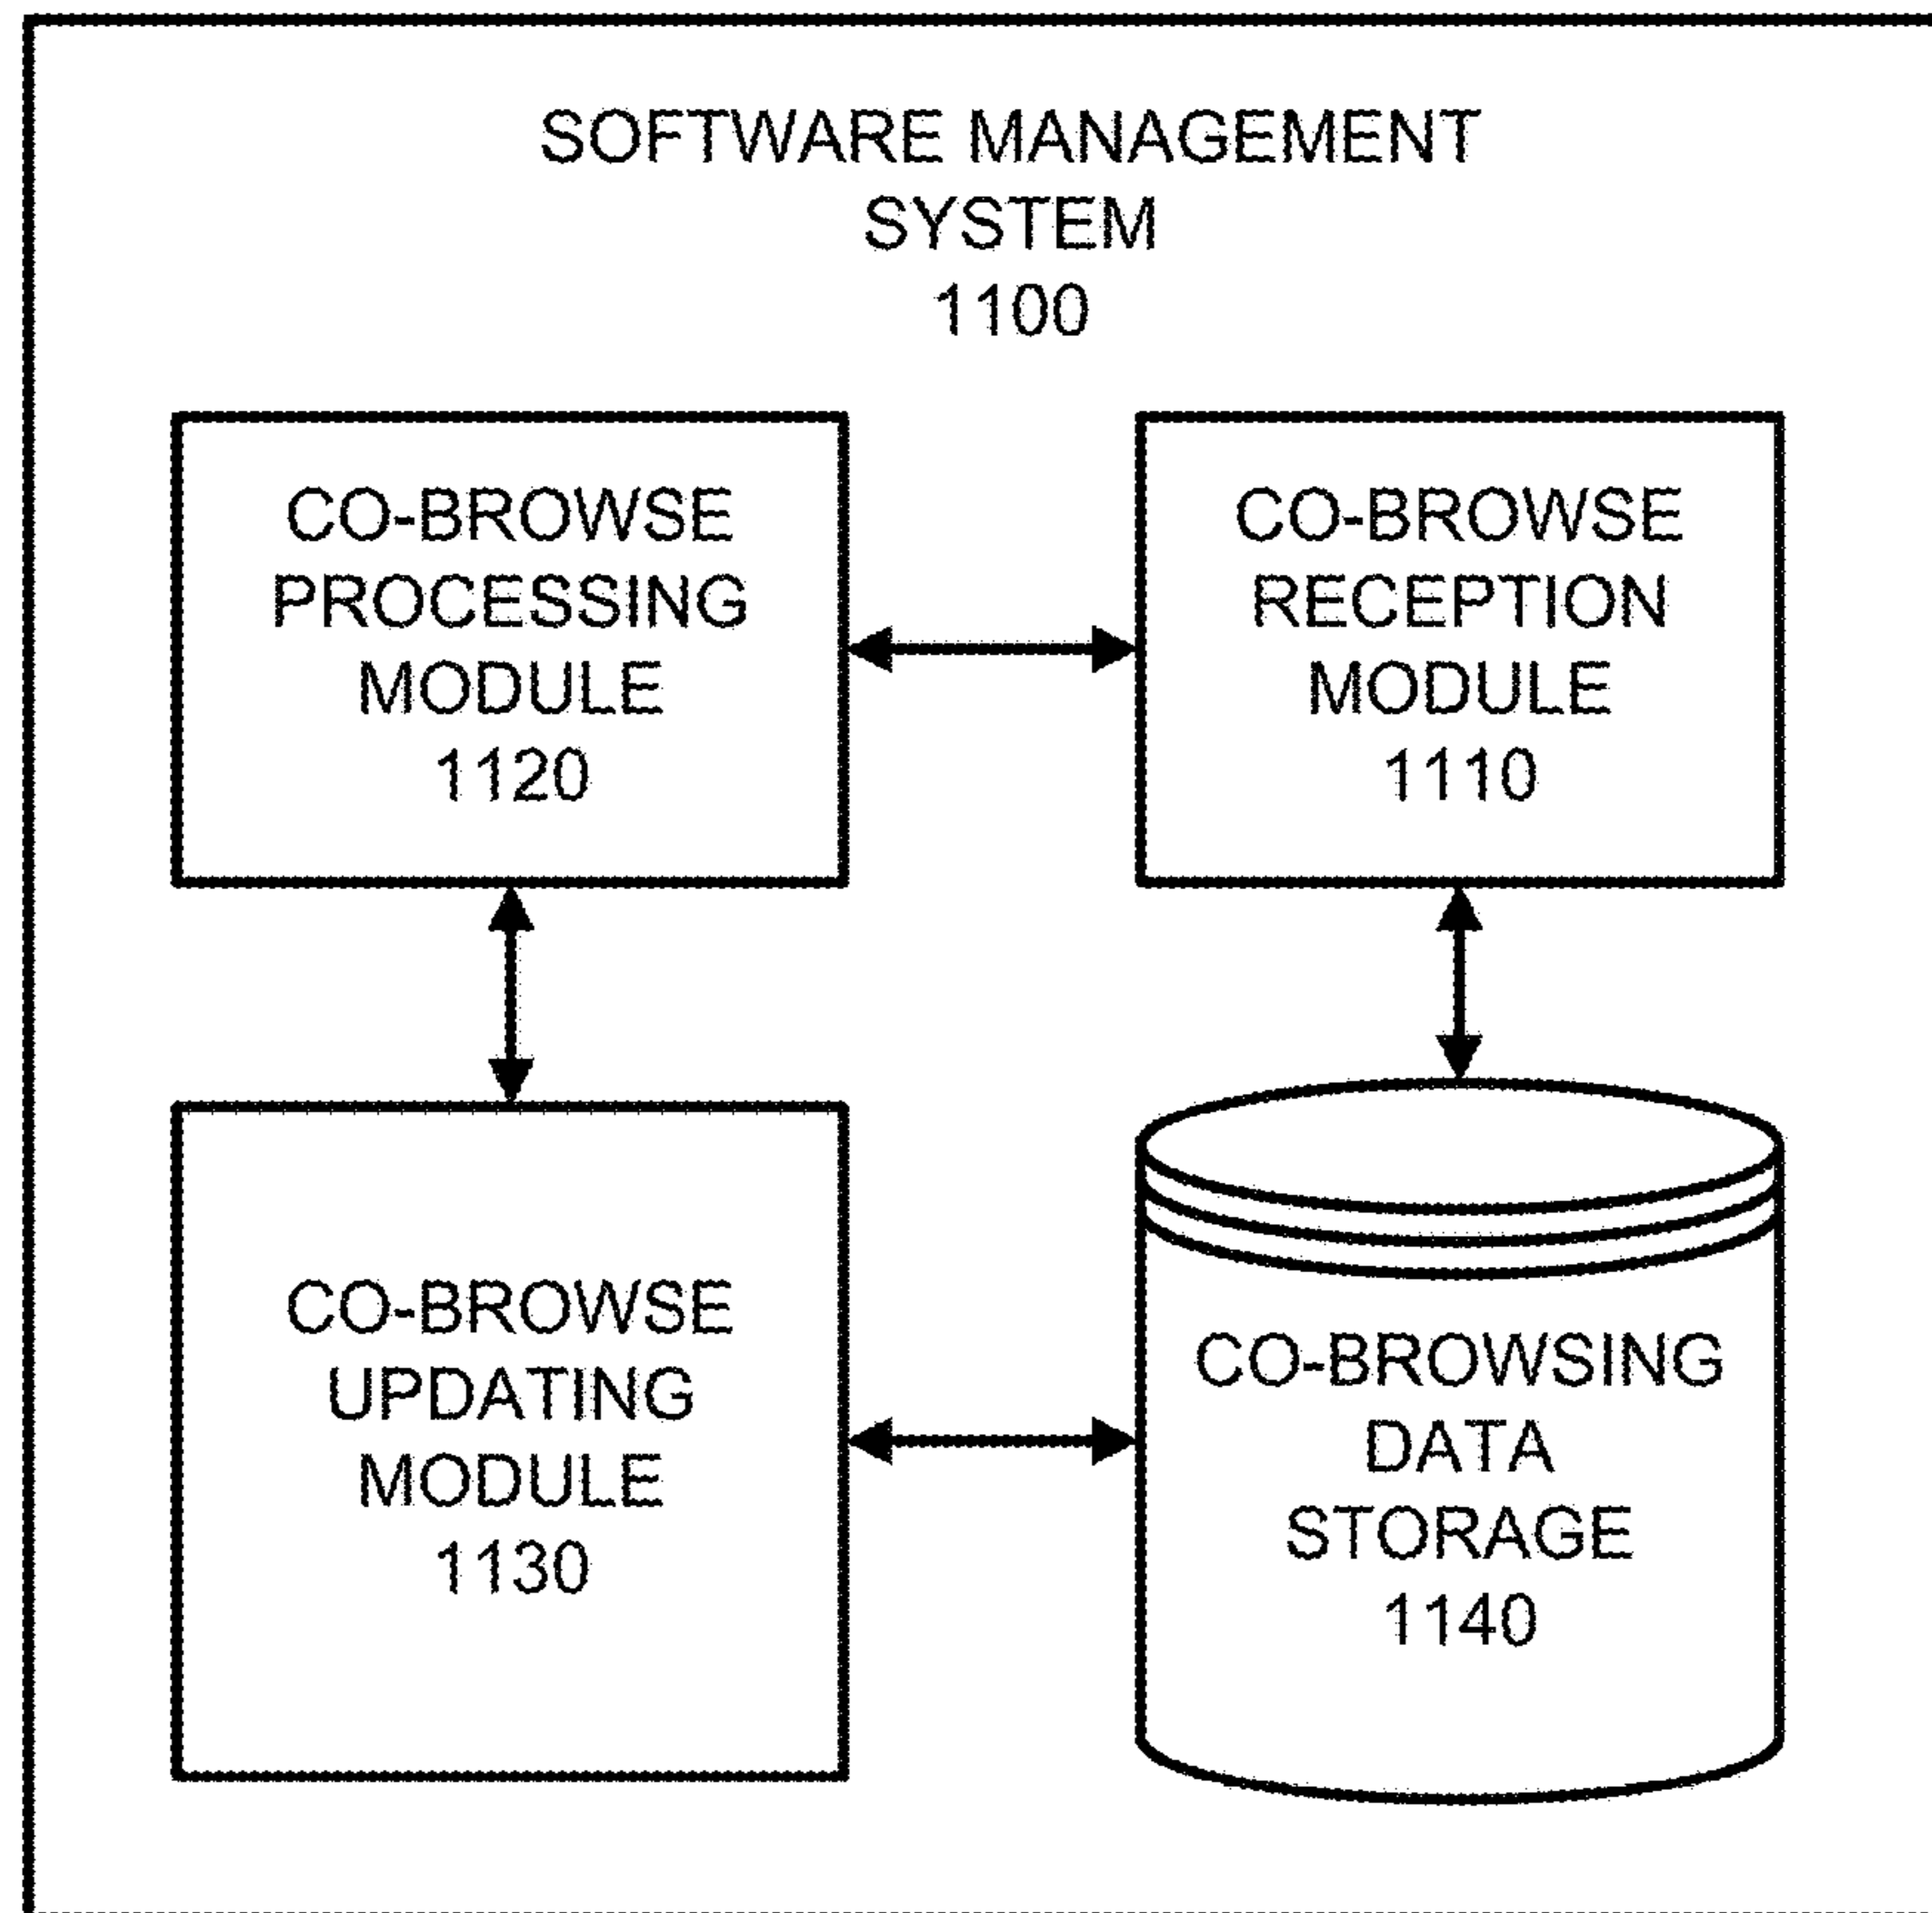 SOFTWARE MANAGEMENT
SYSTEM
1100
CO-BROWSE
PROCESSING
MODULE
1120
CO-BROWSE
RECEPTION
MODULE
1110
CO-BROWSE
UPDATING
MODULE
1130
CO-BROWSING
DATA
STORAGE
1140